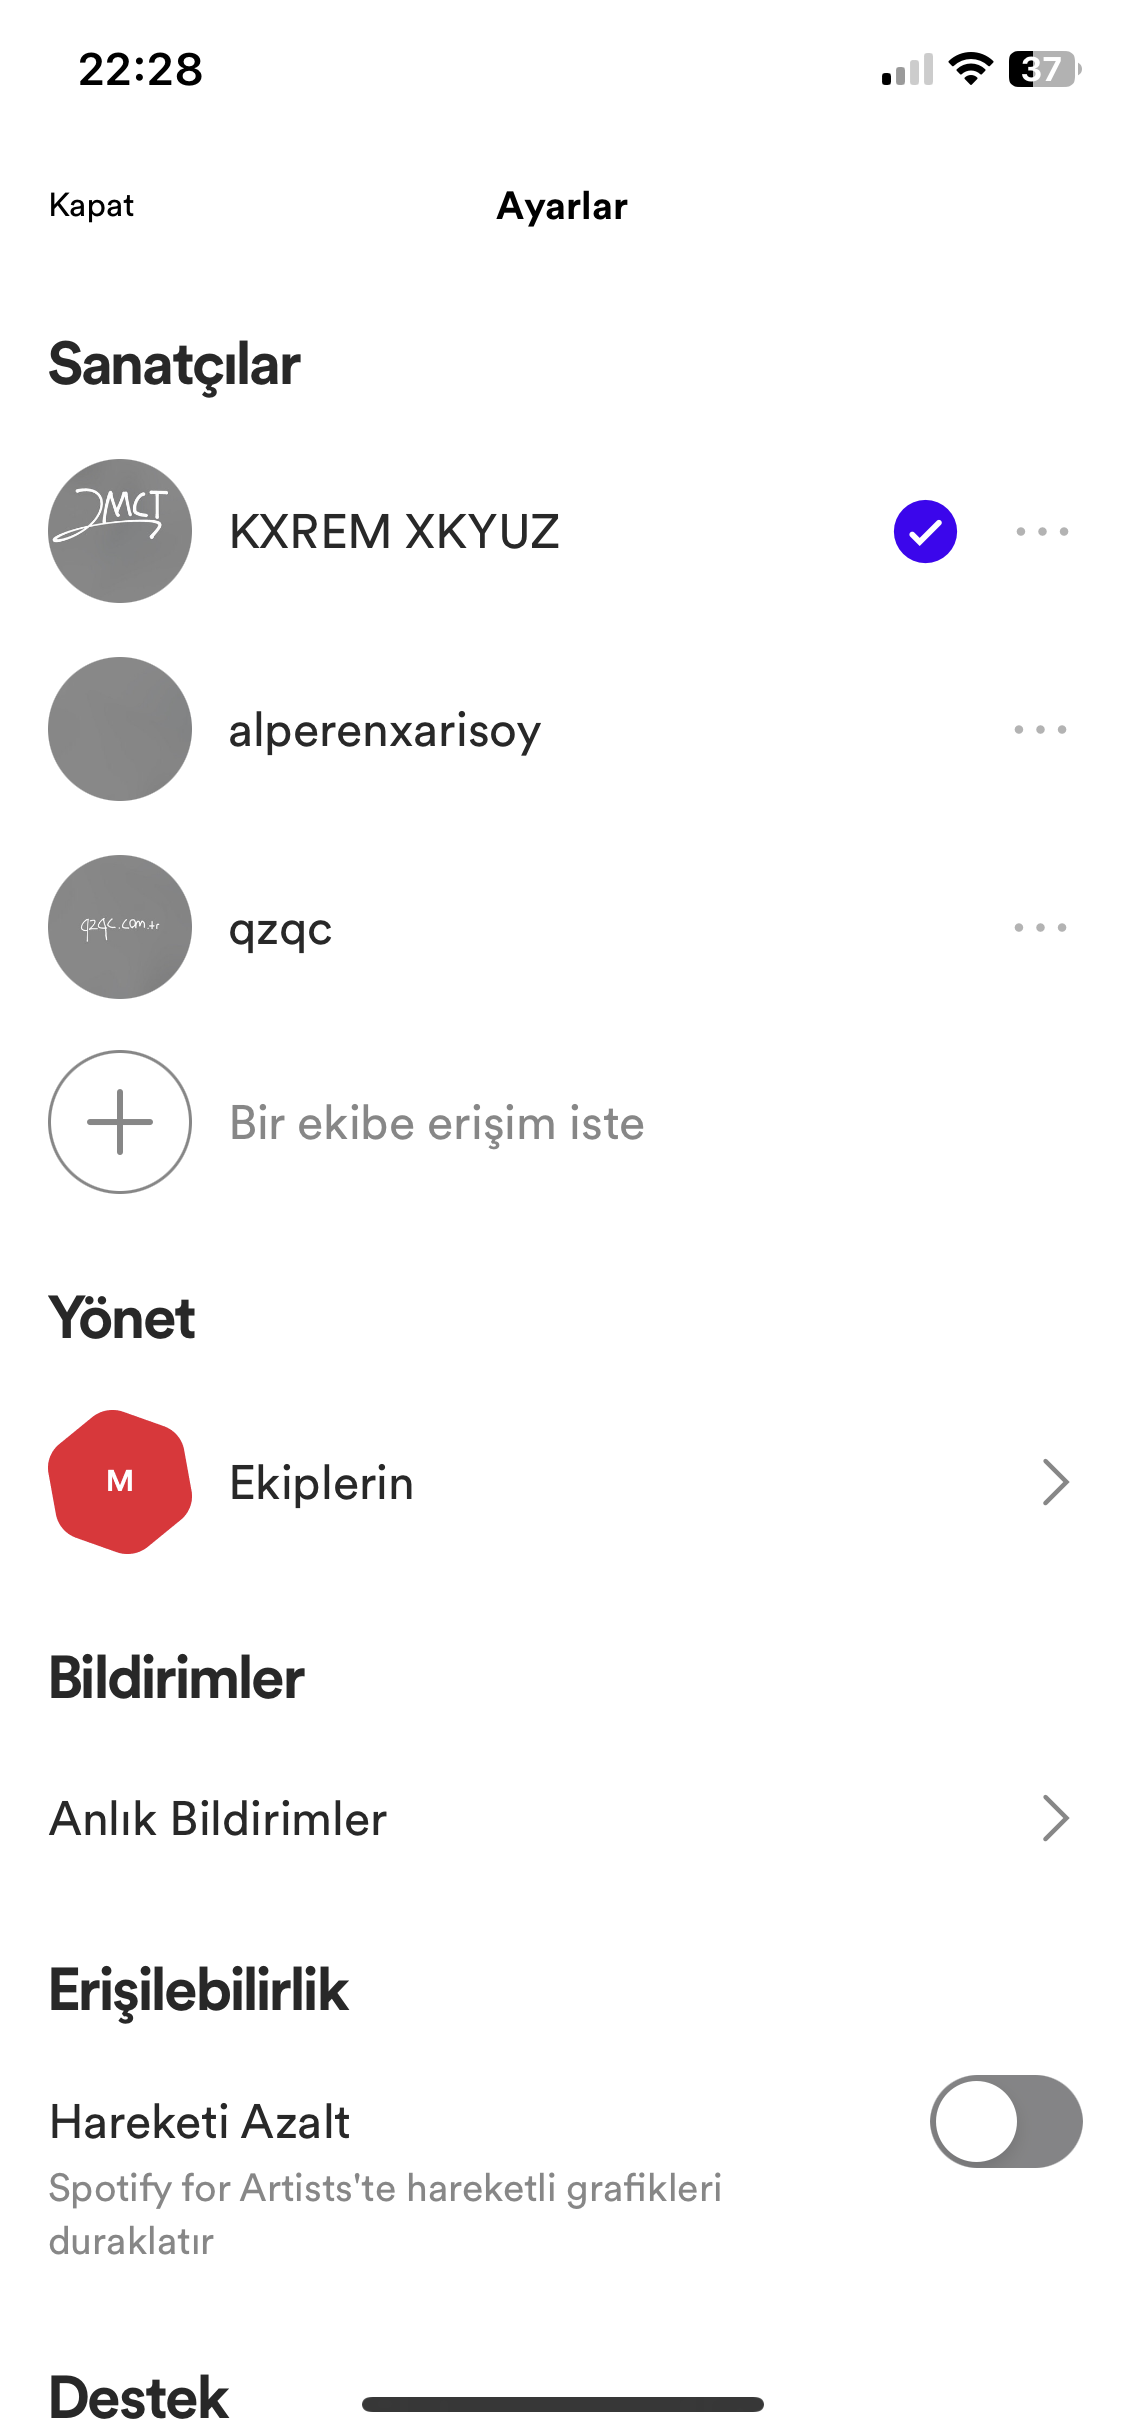 22:28
37
Kapat
Ayarlar
Sanatçılar
JMCT
KXREM XKYUZ
alperenxarisoy
qzqc.com.tr
qzqc
Bir ekibe erişim iste
Yönet
M
Ekiplerin
Bildirimler
Anlık Bildirimler
Erişilebilirlik
Hareketi Azalt
Spotify for Artists'te hareketli grafikleri
duraklatır
Destek